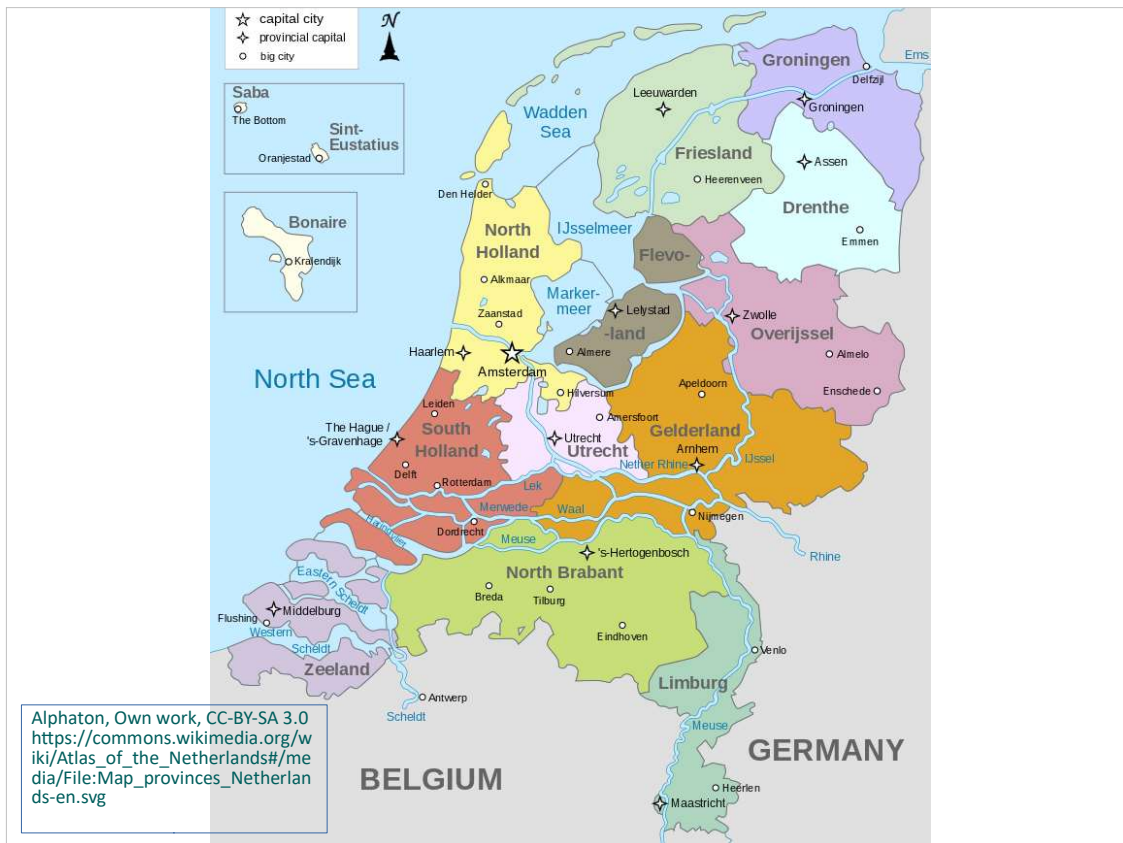 capital city
N
provincial capital
big city
Saba
The Bottom
Sint-
Eustatius
Oranjestad
Bonaire
Kralendijk
Groningen
Ems
Delfzijl
Leeuwarden
Groningen
Wadden
Sea
Friesland
Assen
Heerenveen
Den Helder
Drenthe
North
Holland
IJsselmeer
Emmen
Flevo-
Alkmaar
Marker-
meer
Zaanstad
Lelystad
Zwolle
-land
Overijssel
Haarlem
Almere
Almelo
Amsterdam
North Sea
Apeldoorn
Enschede
Hilversum
Leiden
Amersfoort
The Hague /
's-Gravenhage
South
Holland
Utrecht
Utrecht
Gelderland
Arnhem
Nether Rhine
IJssel
Delft
Rotterdam
Lek
Merwede
Waal
Nijmegen
Haringvliet
Dordrecht
Meuse
's-Hertogenbosch
Rhine
Eastern
Scheldt
North Brabant
Breda
Tilburg
Middelburg
Flushing
Western
Scheldt
Eindhoven
Venlo
Zeeland
Limburg
Antwerp
Scheldt
Meuse
Alphaton, Own work, CC-BY-SA 3.0
https://commons.wikimedia.org/w
iki/Atlas_of_the_Netherlands#/me
dia/File:Map_provinces_Netherlan
ds-en.svg
BELGIUM
GERMANY
Heerlen
Maastricht